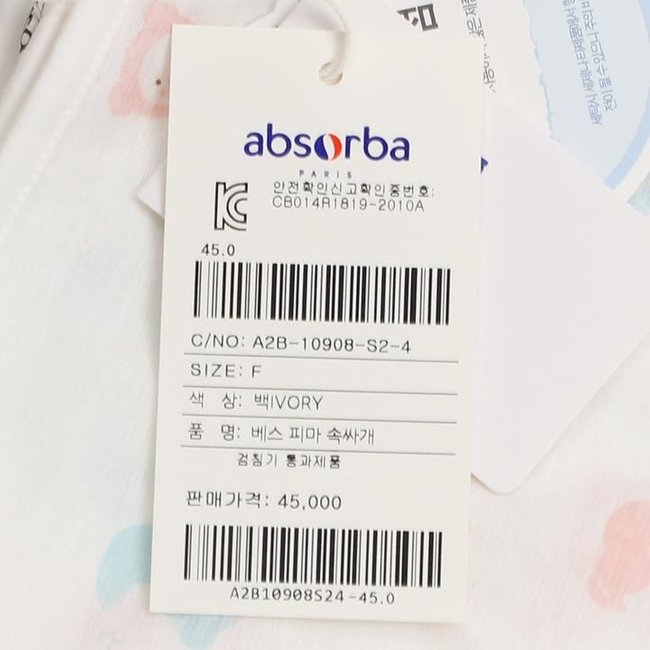 absorba
PARIS
안전확인신고확인증번호:
CB014R1819-2010A
45.0
C/NO: A2B-10908-S2-4
SIZE: F
색 상: 백IVORY
품 명: 베스 피마 속싸개
검침기 통과제품
판매가격: 45,000
A2B10908S24-45.0